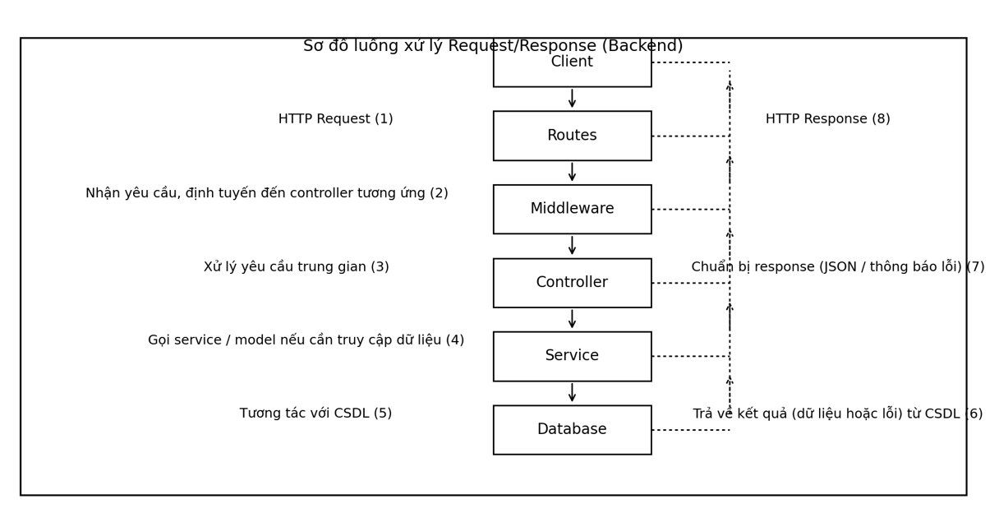 Sơ đồ luồng xử lý Request/Response (Backend)
Client
HTTP Request (1)
HTTP Response (8)
Routes
Nhận yêu cầu, định tuyến đến controller tương ứng (2)
Middleware
Xử lý yêu cầu trung gian (3)
Chuẩn bị response (JSON / thông báo lỗi) (7)
Controller
Gọi service / model nếu cần truy cập dữ liệu (4)
Service
Tương tác với CSDL (5)
Trả về kết quả (dữ liệu hoặc lỗi) từ CSDL (6)
Database